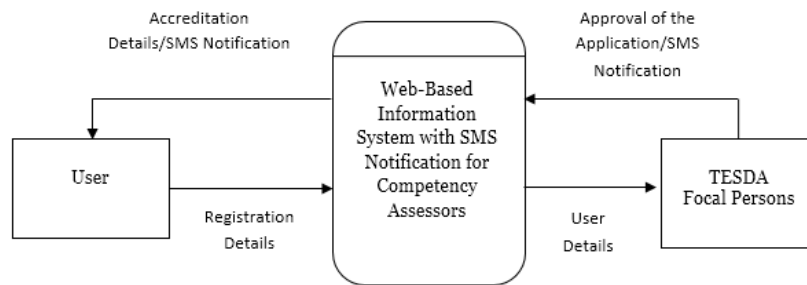 Accreditation
Details/SMS Notification
Approval of the
Application/SMS
Notification
Web-Based
Information
System with SMS
Notification for
Competency
Assessors
User
TESDA
Focal Persons
Registration
Details
User
Details